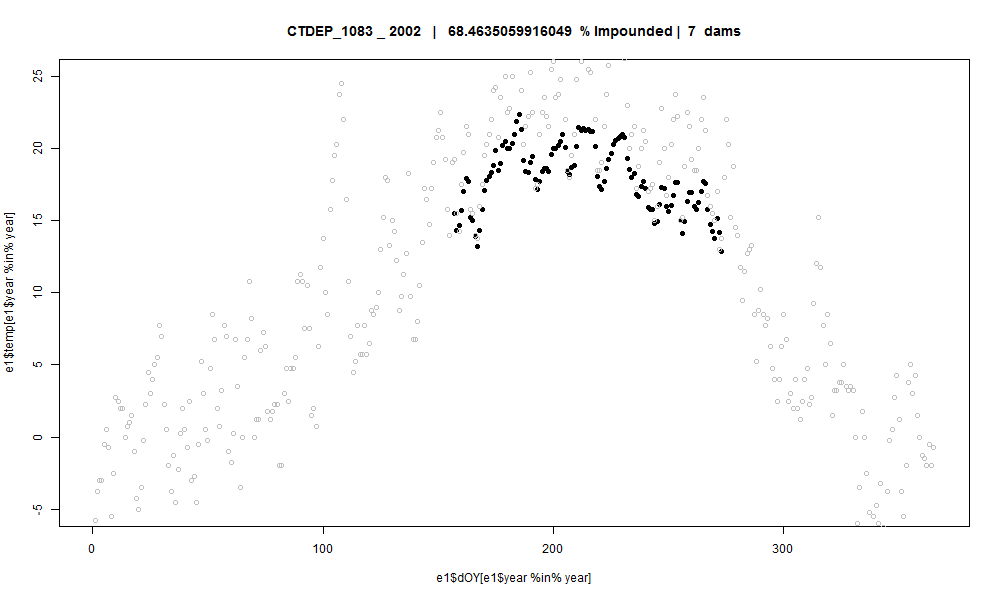 CTDEP_1083 _ 2002 | 68.4635059916049 % Impounded | 7 dams
e1$temp[e1$year %in% year]
25
20
15
10
5
0
-5
0 100 200 300
e1$dOY[e1$year %in% year]